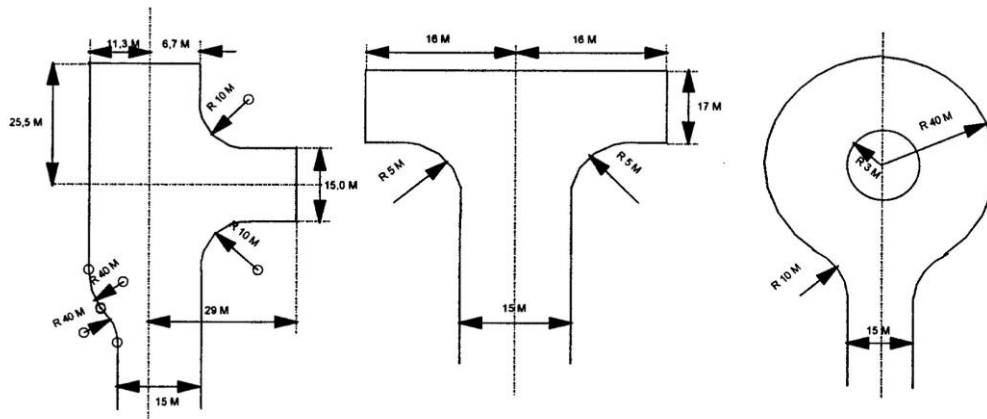 11,3 M
6,7 M
25,5 M
R 10 M
15,0 M
R 10 M
R 40 M
R 40 M
29 M
15 M
16 M
16 M
17 M
R 5 M
R 5 M
15 M
R 40 M
R 3 M
R 10 M
15 M